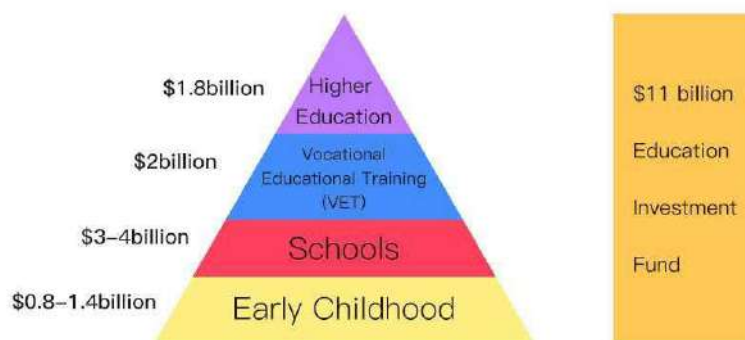 $1.8billion
Higher
Education
$2billion
Vocational
Educational Training
(VET)
$3–4billion
Schools
$0.8–1.4billion
Early Childhood
$11 billion
Education
Investment
Fund